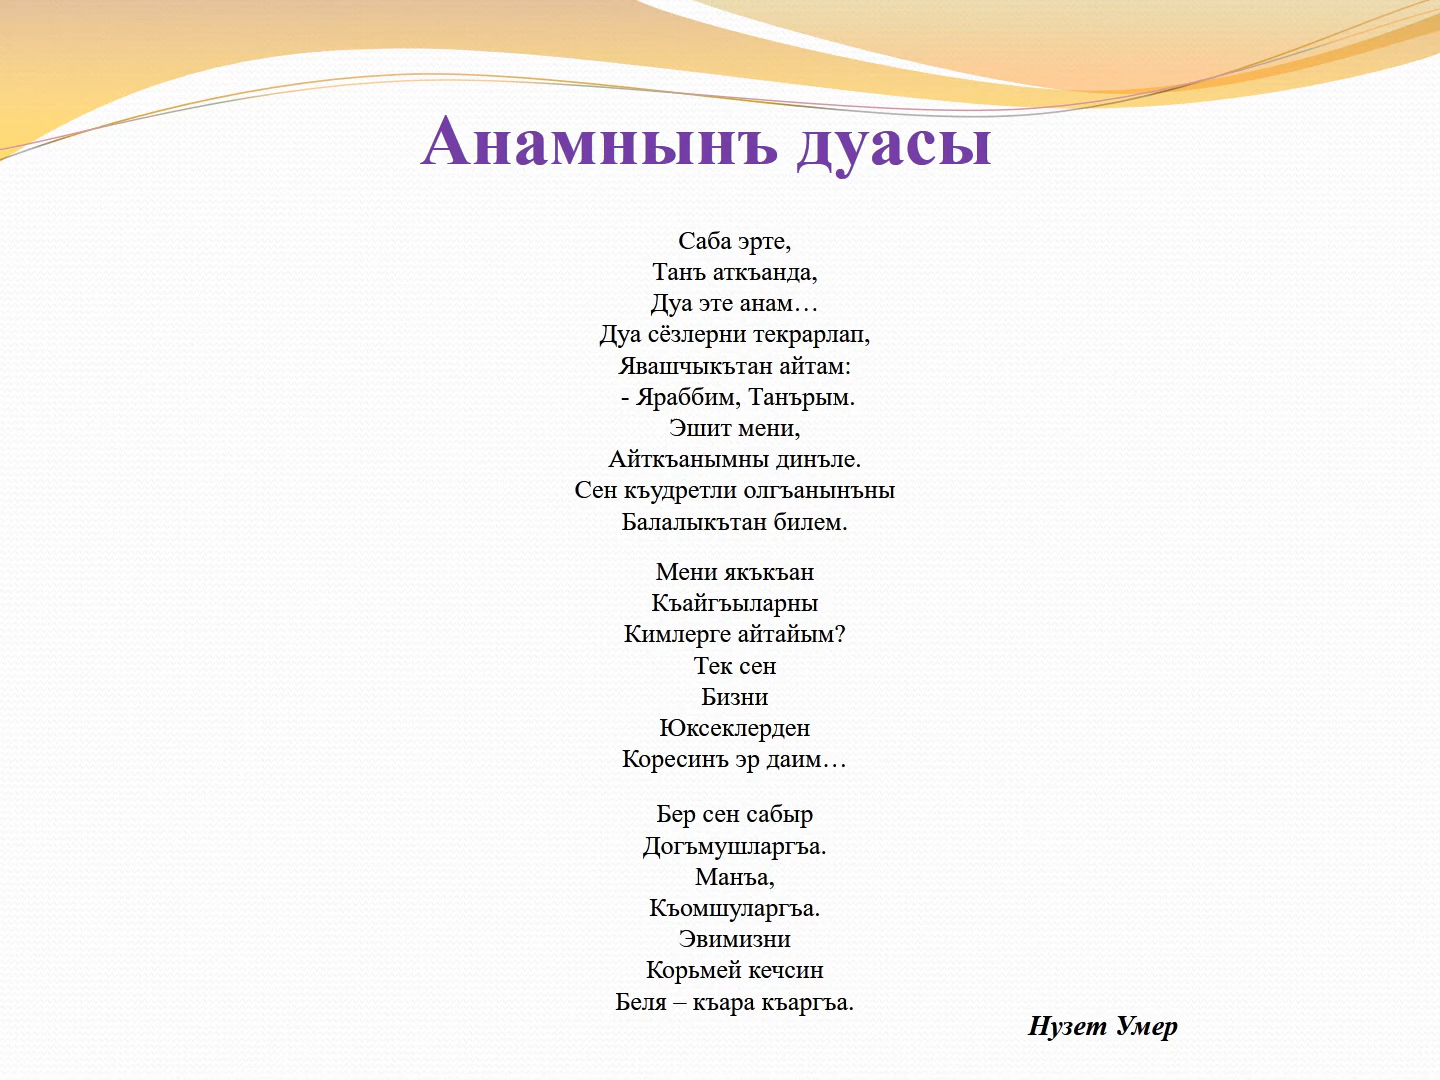 Анамнынъ дуасы
Саба эрте,
Танъ аткъанда,
Дуа эте анам…
Дуа сёзлерни текрарлап,
Явашчыкътан айтам:
- Яраббим, Танърым.
Эшит мени,
Айткъанымны динъле.
Сен къудретли олгъанынъны
Балалыкътан билем.
Мени якъкъан
Къайгъыларны
Кимлерге айтайым?
Тек сен
Бизни
Юксеклерден
Коресинъ эр даим…
Бер сен сабыр
Догъмушларгъа.
Манъа,
Къомшуларгъа.
Эвимизни
Корьмей кечсин
Беля – къара къаргъа.
Нузет Умер